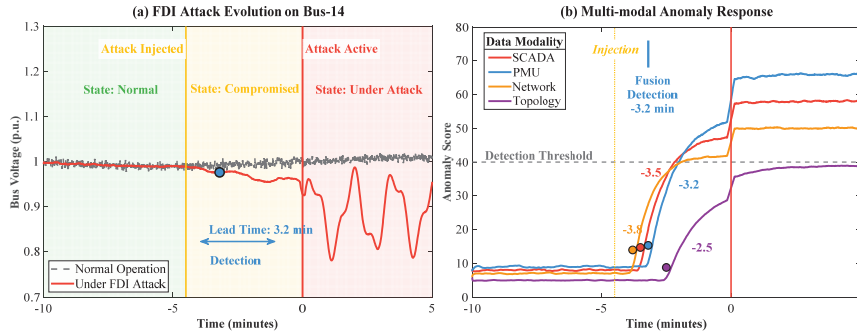 (a) FDI Attack Evolution on Bus-14
1.3
1.2
1.1
1
0.9
0.8
0.7
Bus Voltage (p.u.)
Attack Injected
Attack Active
State: Normal
State: Compromised
State: Under Attack
Lead Time: 3.2 min
Detection
Normal Operation
Under FDI Attack
-10
-5
0
5
Time (minutes)
(b) Multi-modal Anomaly Response
80
70
60
50
40
30
20
10
0
Anomaly Score
Data Modality
SCADA
PMU
Network
Topology
Injection
Fusion
Detection
-3.2 min
Detection Threshold
-3.5
-3.2
-3.8
-2.5
-10
-5
0
Time (minutes)